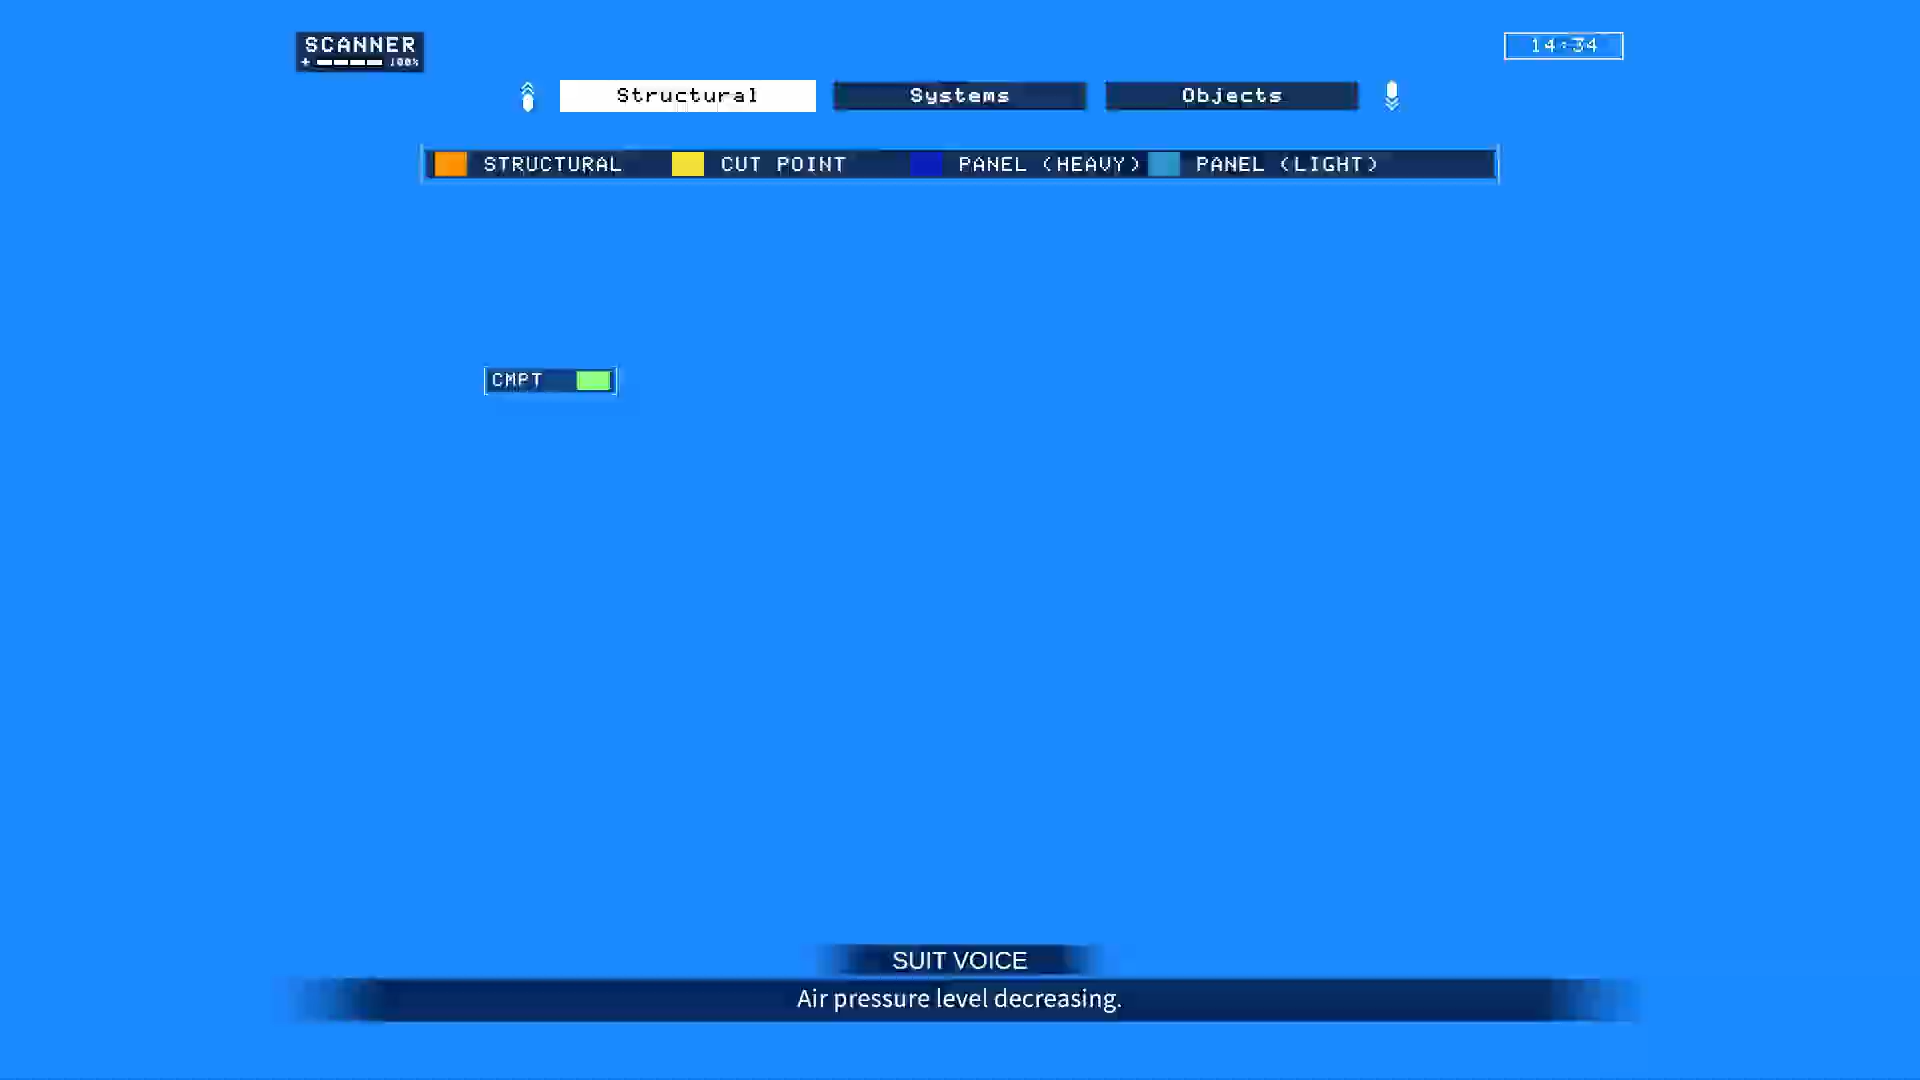 SCANNER
+ 100%
14:34
Structural Systems Objects
STRUCTURAL CUT POINT PANEL (HEAVY) PANEL (LIGHT)
CMPT
SUIT VOICE
Air pressure level decreasing.